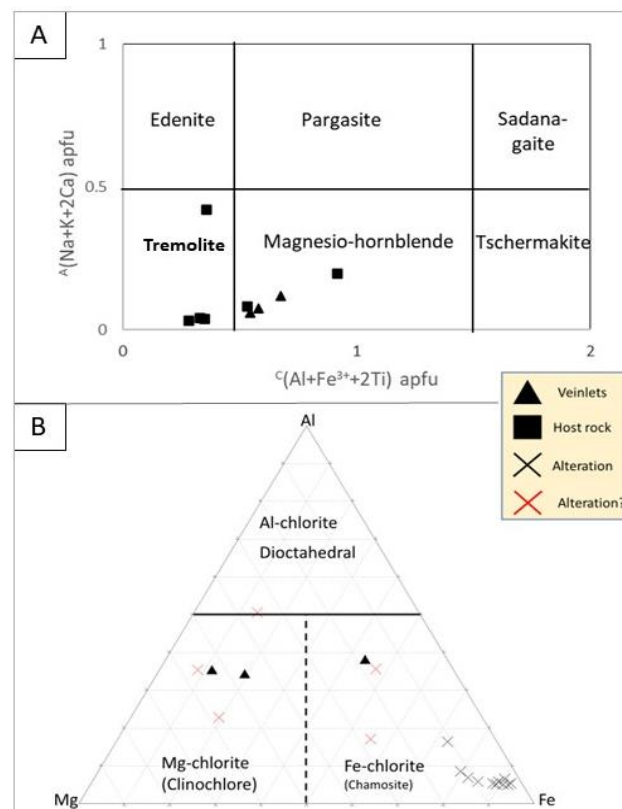 A
1
Edenite
Pargasite
Sadana-
gaite
0.5
ᴬ(Na+K+2Ca) apfu
Tremolite
Magnesio-hornblende
Tschermakite
0
0
1
2
ᶜ(Al+Fe³⁺+2Ti) apfu
Veinlets
Host rock
Alteration
Alteration?
B
Al
Al-chlorite
Dioctahedral
Mg-chlorite
(Clinochlore)
Fe-chlorite
(Chamosite)
Mg
Fe